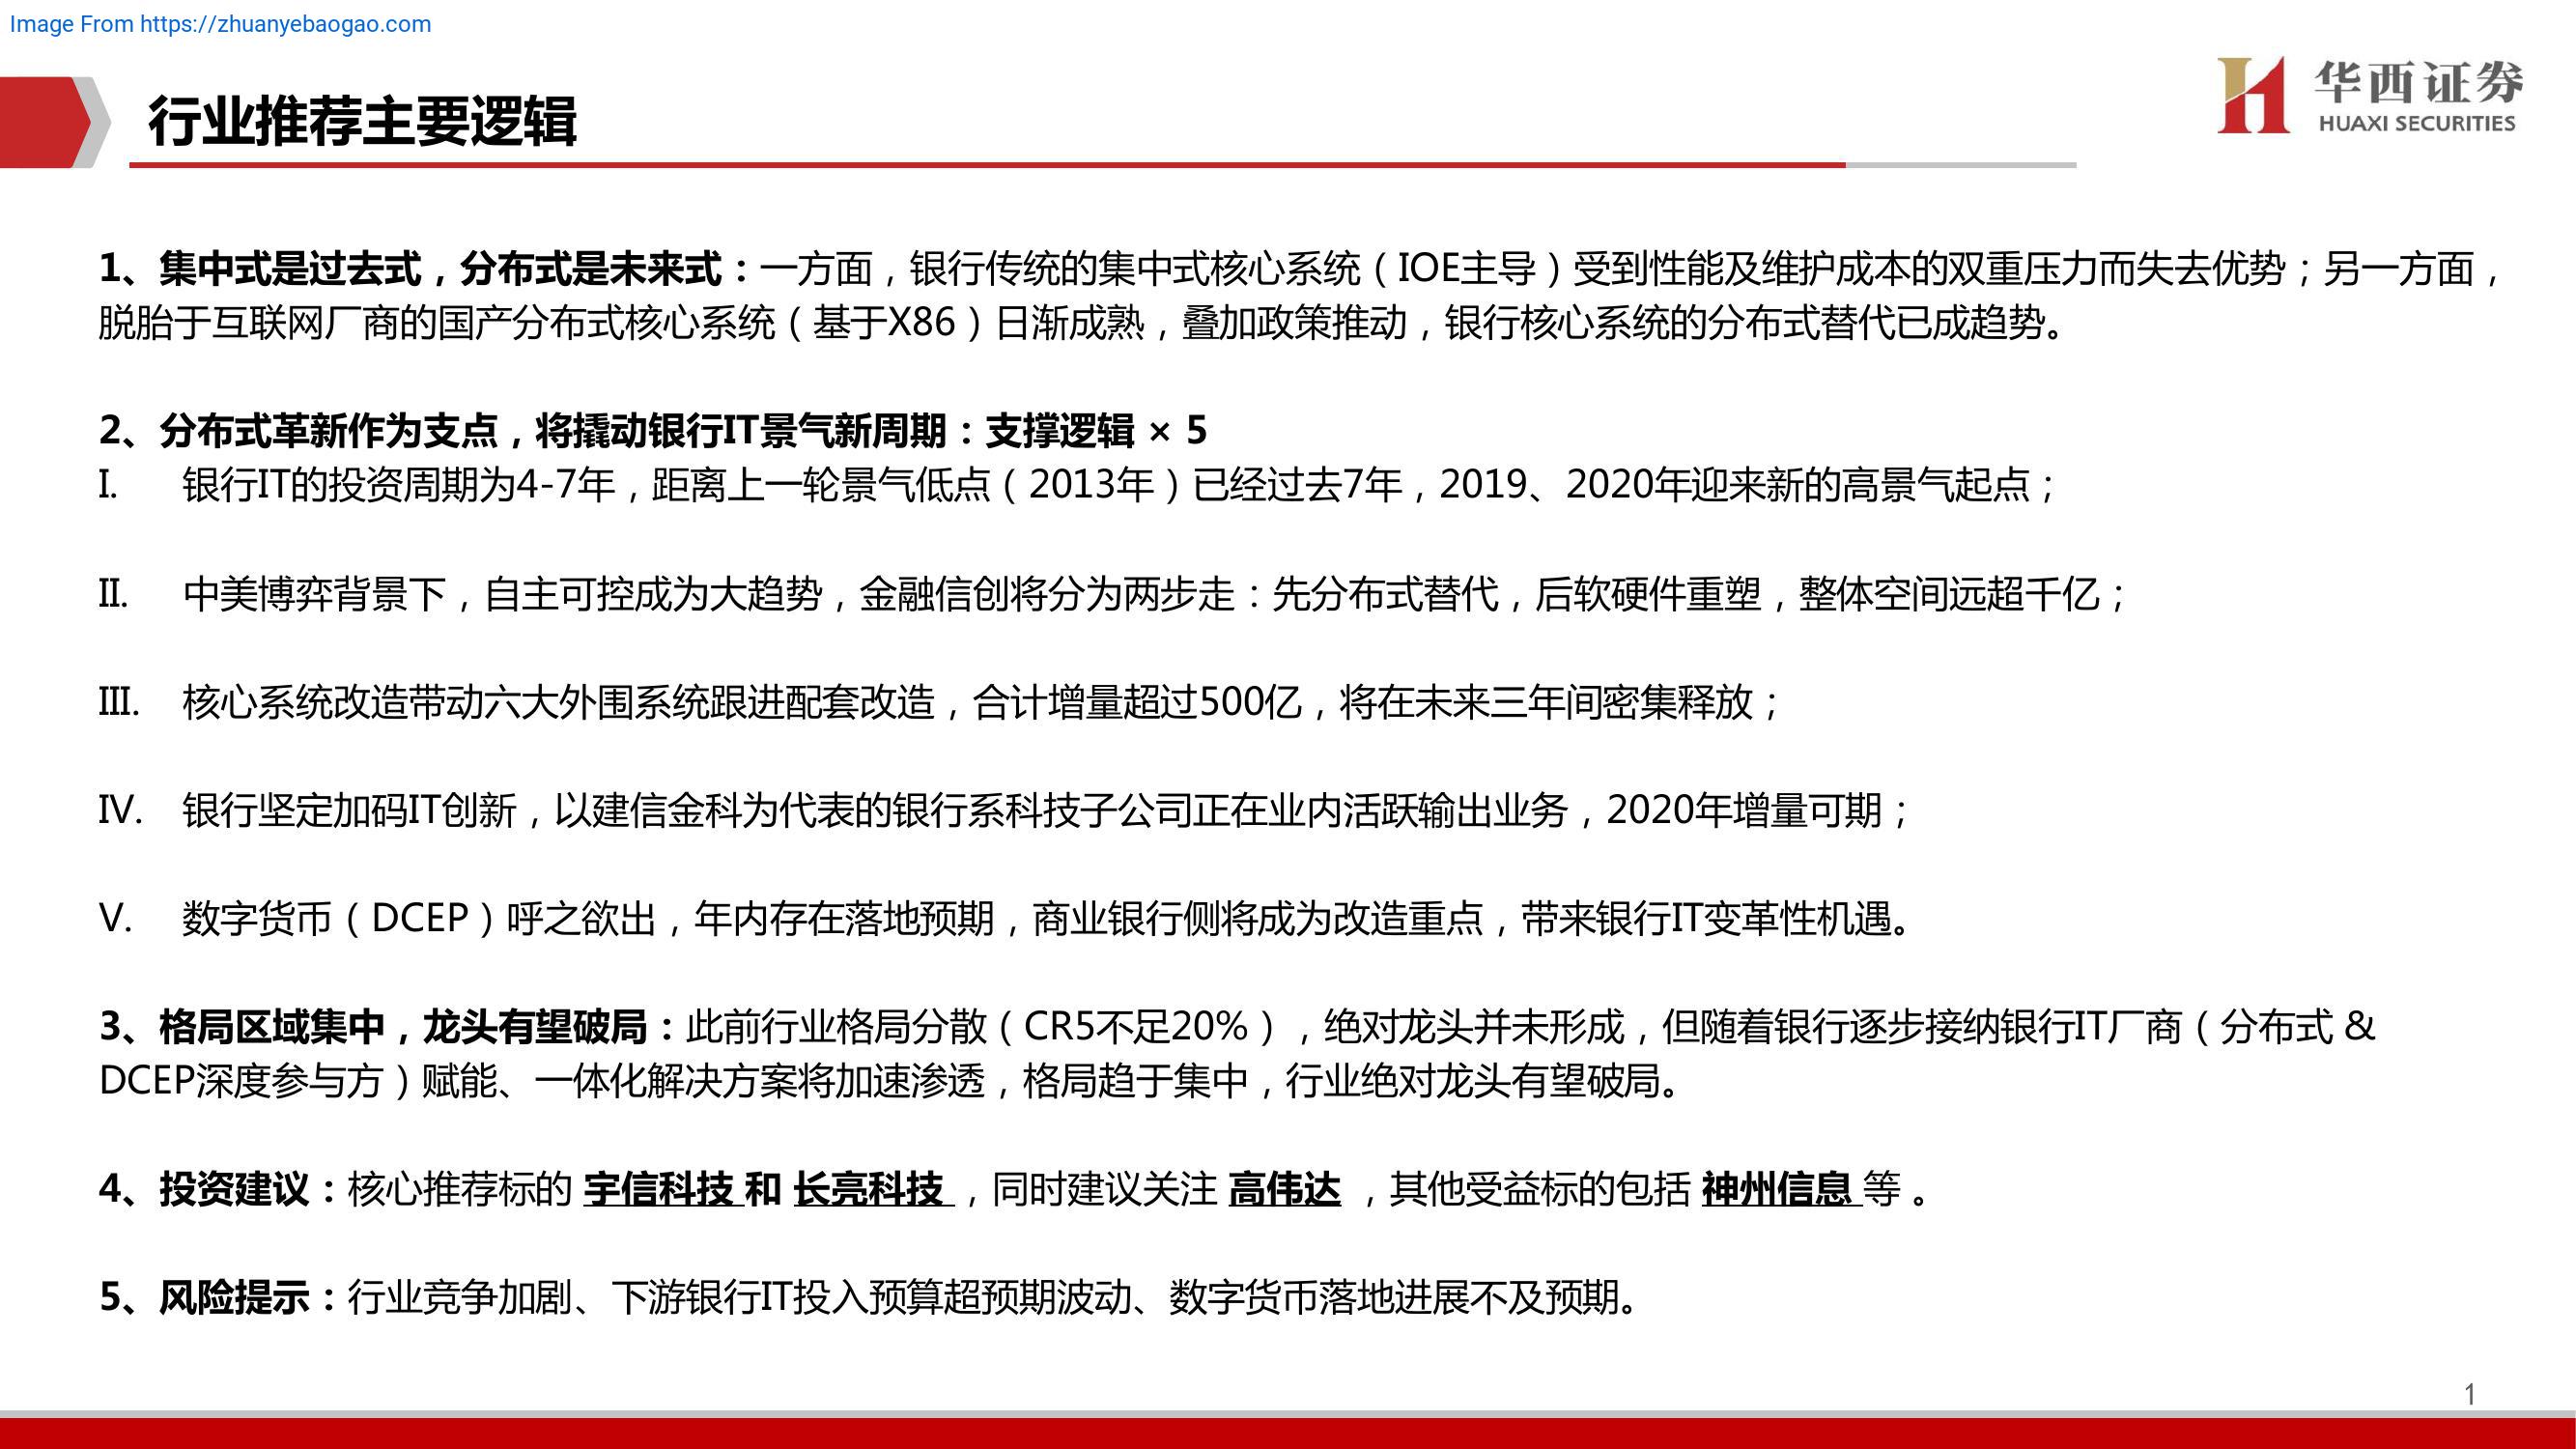 Image From https://zhuanyebaogao.com
华西证券
HUAXI SECURITIES
行业推荐主要逻辑
1、集中式是过去式，分布式是未来式：一方面，银行传统的集中式核心系统（IOE主导）受到性能及维护成本的双重压力而失去优势；另一方面，
脱胎于互联网厂商的国产分布式核心系统（基于X86）日渐成熟，叠加政策推动，银行核心系统的分布式替代已成趋势。
2、分布式革新作为支点，将撬动银行IT景气新周期：支撑逻辑 × 5
I. 银行IT的投资周期为4-7年，距离上一轮景气低点（2013年）已经过去7年，2019、2020年迎来新的高景气起点；
II. 中美博弈背景下，自主可控成为大趋势，金融信创将分为两步走：先分布式替代，后软硬件重塑，整体空间远超千亿；
III. 核心系统改造带动六大外围系统跟进配套改造，合计增量超过500亿，将在未来三年间密集释放；
IV. 银行坚定加码IT创新，以建信金科为代表的银行系科技子公司正在业内活跃输出业务，2020年增量可期；
V. 数字货币（DCEP）呼之欲出，年内存在落地预期，商业银行侧将成为改造重点，带来银行IT变革性机遇。
3、格局区域集中，龙头有望破局：此前行业格局分散（CR5不足20%），绝对龙头并未形成，但随着银行逐步接纳银行IT厂商（分布式 &
DCEP深度参与方）赋能、一体化解决方案将加速渗透，格局趋于集中，行业绝对龙头有望破局。
4、投资建议：核心推荐标的 宇信科技 和 长亮科技 ，同时建议关注 高伟达 ，其他受益标的包括 神州信息 等 。
5、风险提示：行业竞争加剧、下游银行IT投入预算超预期波动、数字货币落地进展不及预期。
1